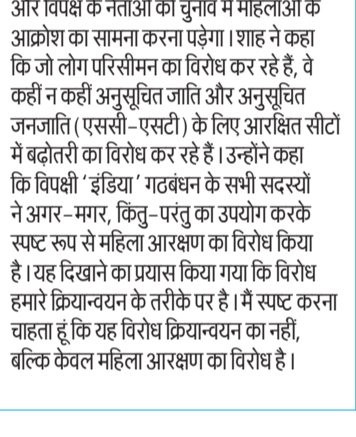 और विपक्ष के नेताओं को चुनाव में महिलाओं के
आक्रोश का सामना करना पड़ेगा। शाह ने कहा
कि जो लोग परिसीमन का विरोध कर रहे हैं, वे
कहीं न कहीं अनुसूचित जाति और अनुसूचित
जनजाति (एससी-एसटी) के लिए आरक्षित सीटों
में बढ़ोतरी का विरोध कर रहे हैं। उन्होंने कहा
कि विपक्षी ‘इंडिया’ गठबंधन के सभी सदस्यों
ने अगर-मगर, किंतु-परंतु का उपयोग करके
स्पष्ट रूप से महिला आरक्षण का विरोध किया
है। यह दिखाने का प्रयास किया गया कि विरोध
हमारे क्रियान्वयन के तरीके पर है। मैं स्पष्ट करना
चाहता हूं कि यह विरोध क्रियान्वयन का नहीं,
बल्कि केवल महिला आरक्षण का विरोध है।